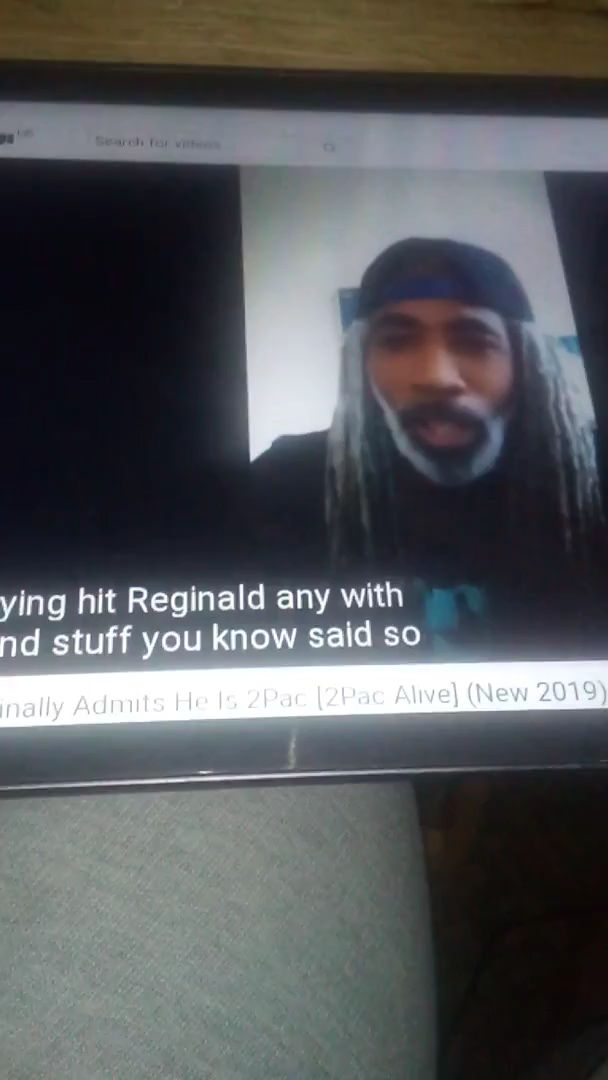 US
Search for videos
ying hit Reginald any with
nd stuff you know said so
inally Admits He Is 2Pac [2Pac Alive] (New 2019)